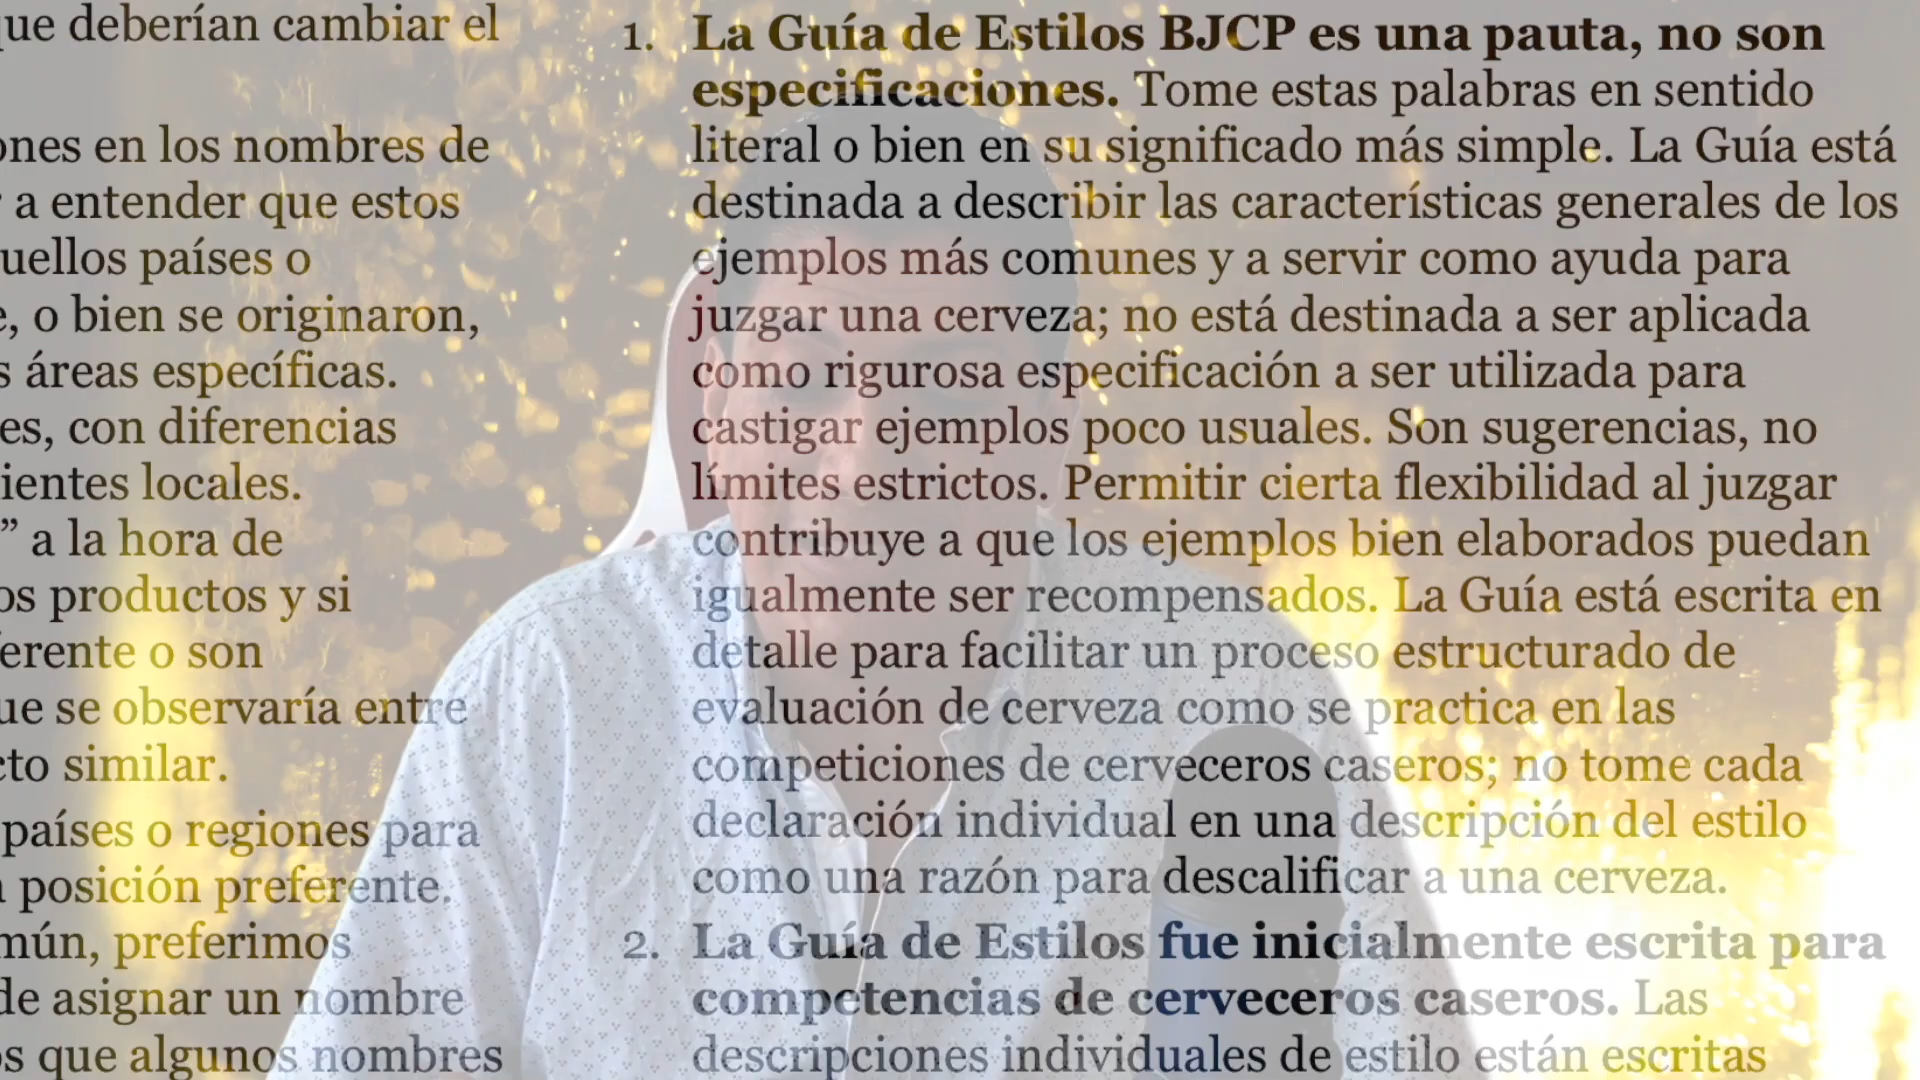 que deberían cambiar el
ones en los nombres de
a entender que estos
uellos países o
e, o bien se originaron,
s áreas específicas.
es, con diferencias
ientes locales.
” a la hora de
os productos y si
erente o son
ue se observaría entre
cto similar.
países o regiones para
a posición preferente.
mún, preferimos
de asignar un nombre
os que algunos nombres
1. La Guía de Estilos BJCP es una pauta, no son
especificaciones. Tome estas palabras en sentido
literal o bien en su significado más simple. La Guía está
destinada a describir las características generales de los
ejemplos más comunes y a servir como ayuda para
juzgar una cerveza; no está destinada a ser aplicada
como rigurosa especificación a ser utilizada para
castigar ejemplos poco usuales. Son sugerencias, no
límites estrictos. Permitir cierta flexibilidad al juzgar
contribuye a que los ejemplos bien elaborados puedan
igualmente ser recompensados. La Guía está escrita en
detalle para facilitar un proceso estructurado de
evaluación de cerveza como se practica en las
competiciones de cerveceros caseros; no tome cada
declaración individual en una descripción del estilo
como una razón para descalificar a una cerveza.
2. La Guía de Estilos fue inicialmente escrita para
competencias de cerveceros caseros. Las
descripciones individuales de estilo están escritas